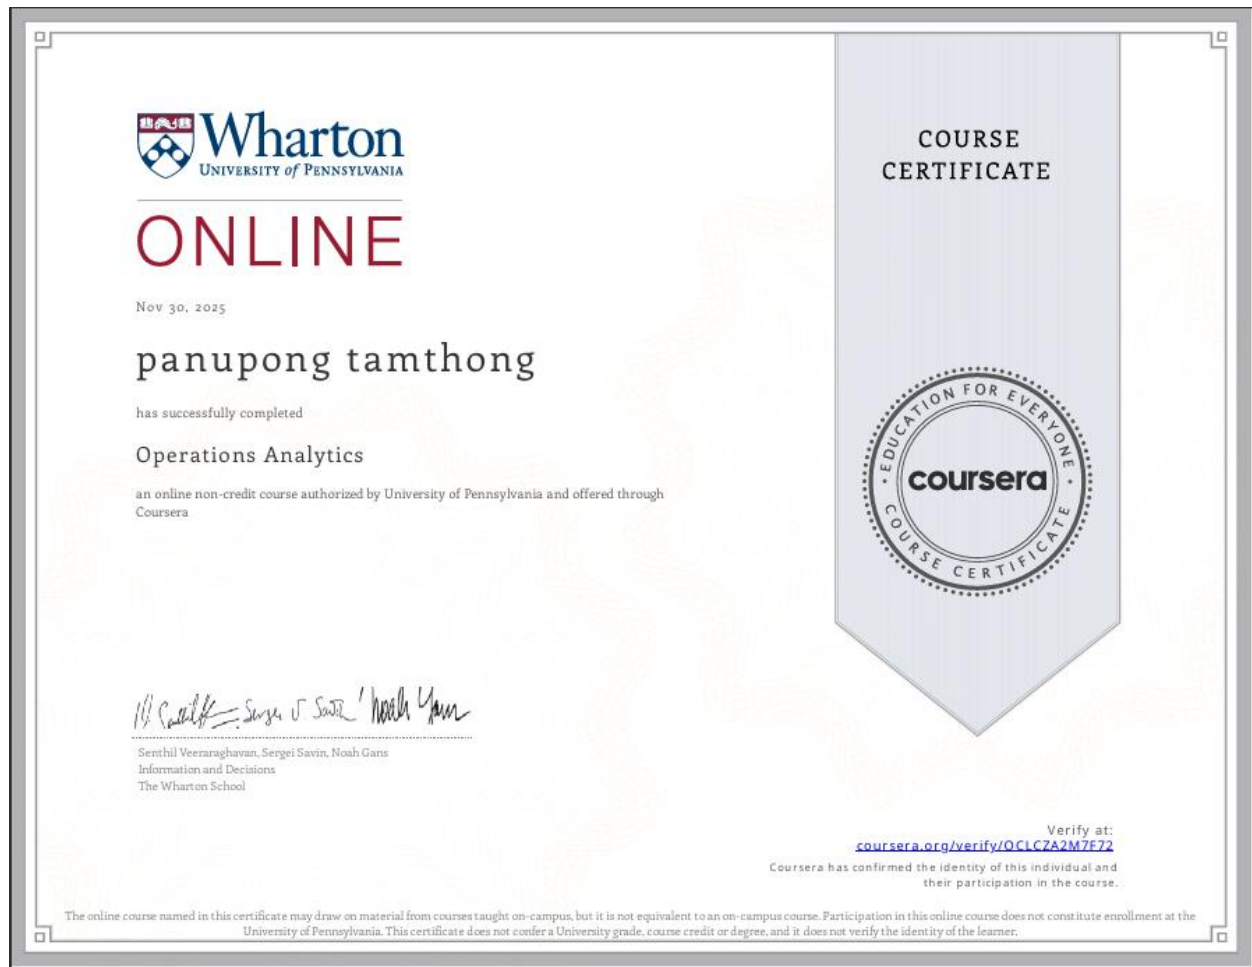 Wharton
UNIVERSITY of PENNSYLVANIA
ONLINE
Nov 30, 2025
panupong tamthong
has successfully completed
Operations Analytics
an online non-credit course authorized by University of Pennsylvania and offered through
Coursera
Senthil Veeraraghavan, Sergei Savin, Noah Gans
Information and Decisions
The Wharton School
COURSE
CERTIFICATE
EDUCATION FOR EVERYONE
coursera
COURSE CERTIFICATE
Verify at:
coursera.org/verify/OCLCZA2M7F72
Coursera has confirmed the identity of this individual and
their participation in the course.
The online course named in this certificate may draw on material from courses taught on-campus, but it is not equivalent to an on-campus course. Participation in this online course does not constitute enrollment at the
University of Pennsylvania. This certificate does not confer a University grade, course credit or degree, and it does not verify the identity of the learner.